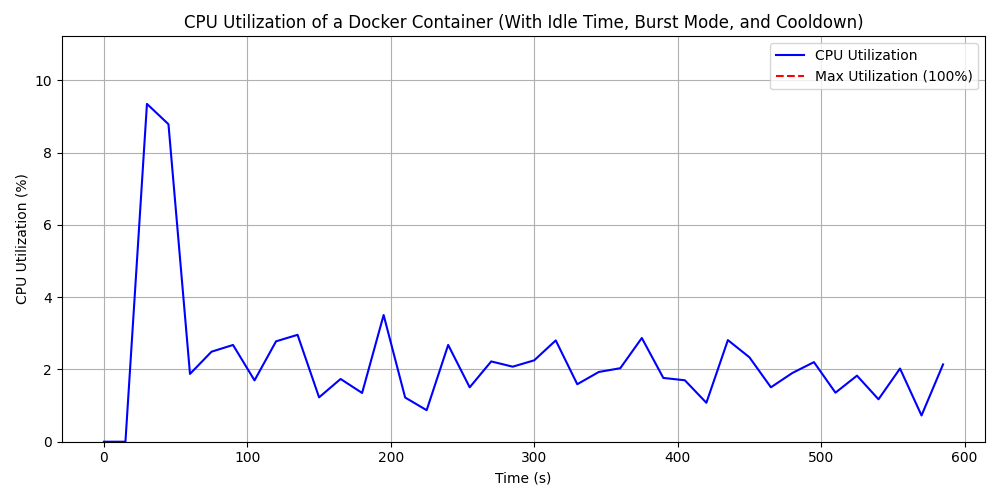 CPU Utilization of a Docker Container (With Idle Time, Burst Mode, and Cooldown)
CPU Utilization
Max Utilization (100%)
CPU Utilization (%)
10
8
6
4
2
0
0 100 200 300 400 500 600
Time (s)